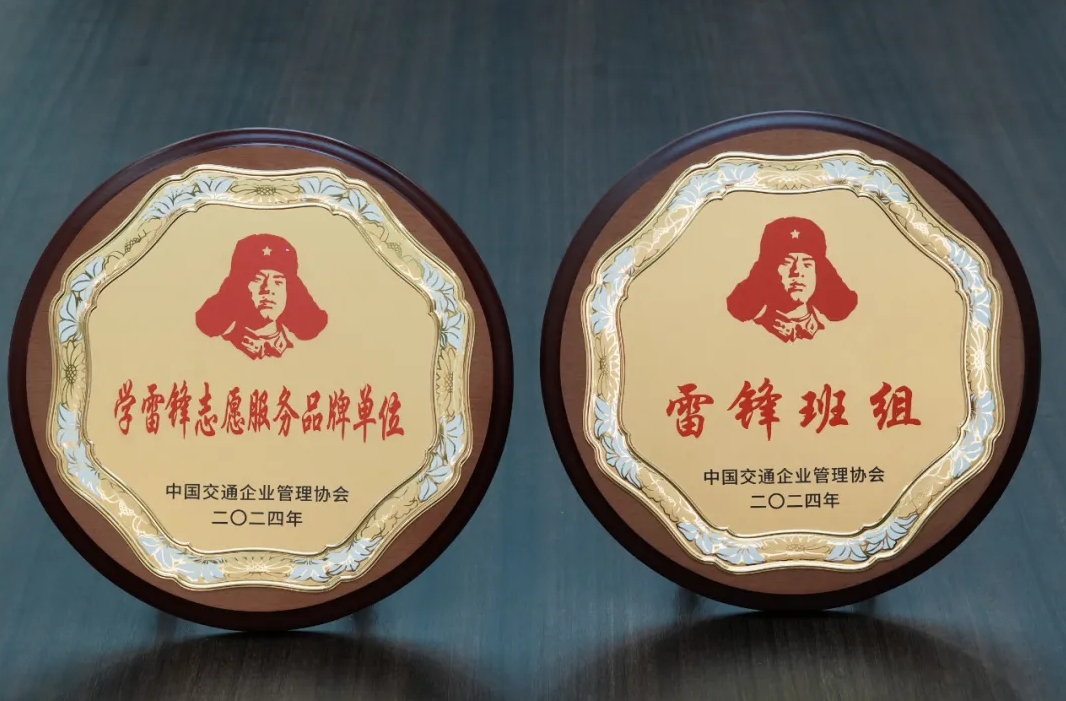 学雷锋志愿服务品牌单位
中国交通企业管理协会
二〇二四年
雷锋班组
中国交通企业管理协会
二〇二四年